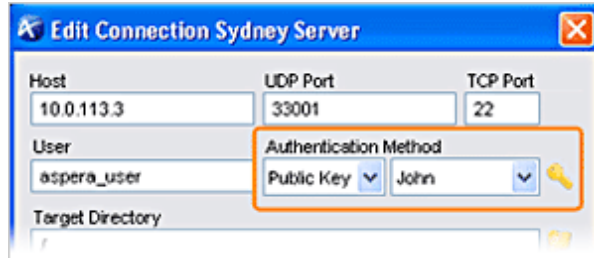 Edit Connection Sydney Server
Host UDP Port TCP Port
10.0.113.3 33001 22
User Authentication Method
aspera_user Public Key John
Target Directory
/